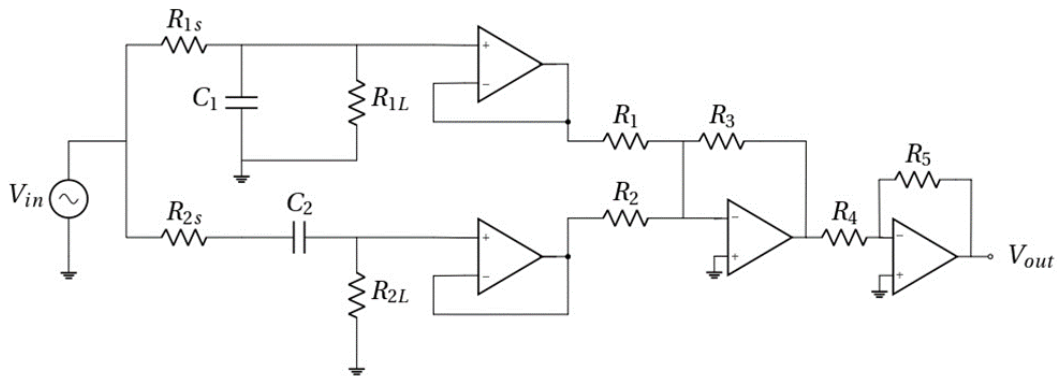 R1s
C1
R1L
+
−
R1
R3
Vin
R2s
C2
R2L
+
−
R2
−
+
R4
R5
−
+
Vout